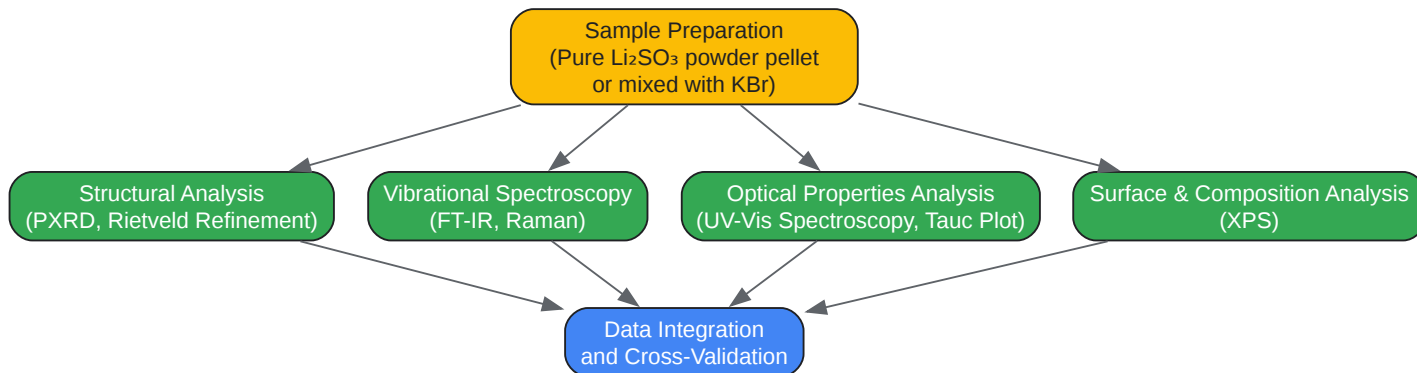 Sample Preparation
(Pure Li₂SO₃ powder pellet
or mixed with KBr)
Structural Analysis
(PXRD, Rietveld Refinement)
Vibrational Spectroscopy
(FT-IR, Raman)
Optical Properties Analysis
(UV-Vis Spectroscopy, Tauc Plot)
Surface & Composition Analysis
(XPS)
Data Integration
and Cross-Validation